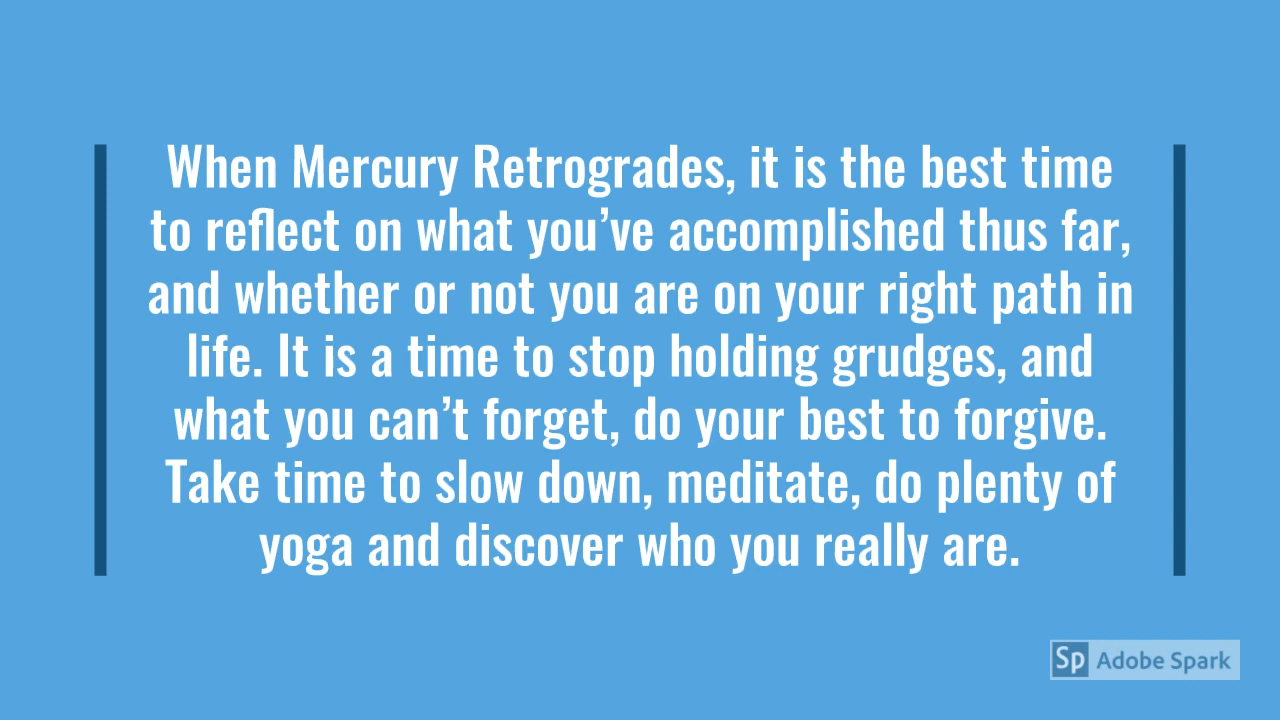 When Mercury Retrogrades, it is the best time
to reflect on what you’ve accomplished thus far,
and whether or not you are on your right path in
life. It is a time to stop holding grudges, and
what you can’t forget, do your best to forgive.
Take time to slow down, meditate, do plenty of
yoga and discover who you really are.
Sp Adobe Spark